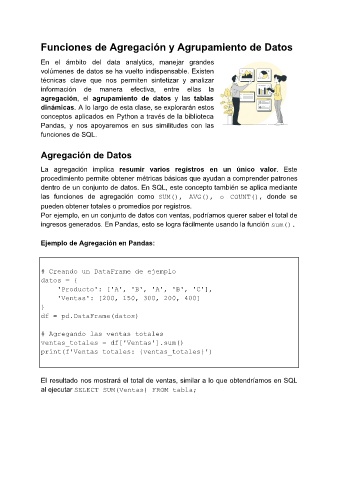 Funciones de Agregación y Agrupamiento de Datos
En el ámbito del data analytics, manejar grandes
volúmenes de datos se ha vuelto indispensable. Existen
técnicas clave que nos permiten sintetizar y analizar
información de manera efectiva, entre ellas la
agregación, el agrupamiento de datos y las tablas
dinámicas. A lo largo de esta clase, se explorarán estos
conceptos aplicados en Python a través de la biblioteca
Pandas, y nos apoyaremos en sus similitudes con las
funciones de SQL.
Agregación de Datos
La agregación implica resumir varios registros en un único valor. Este
procedimiento permite obtener métricas básicas que ayudan a comprender patrones
dentro de un conjunto de datos. En SQL, este concepto también se aplica mediante
las funciones de agregación como SUM(), AVG(), o COUNT(), donde se
pueden obtener totales o promedios por registros.
Por ejemplo, en un conjunto de datos con ventas, podríamos querer saber el total de
ingresos generados. En Pandas, esto se logra fácilmente usando la función sum().
Ejemplo de Agregación en Pandas:
# Creando un DataFrame de ejemplo
datos = {
'Producto': ['A', 'B', 'A', 'B', 'C'],
'Ventas': [200, 150, 300, 200, 400]
}
df = pd.DataFrame(datos)
# Agregando las ventas totales
ventas_totales = df['Ventas'].sum()
print(f'Ventas totales: {ventas_totales}')
El resultado nos mostrará el total de ventas, similar a lo que obtendríamos en SQL
al ejecutar SELECT SUM(Ventas) FROM tabla;